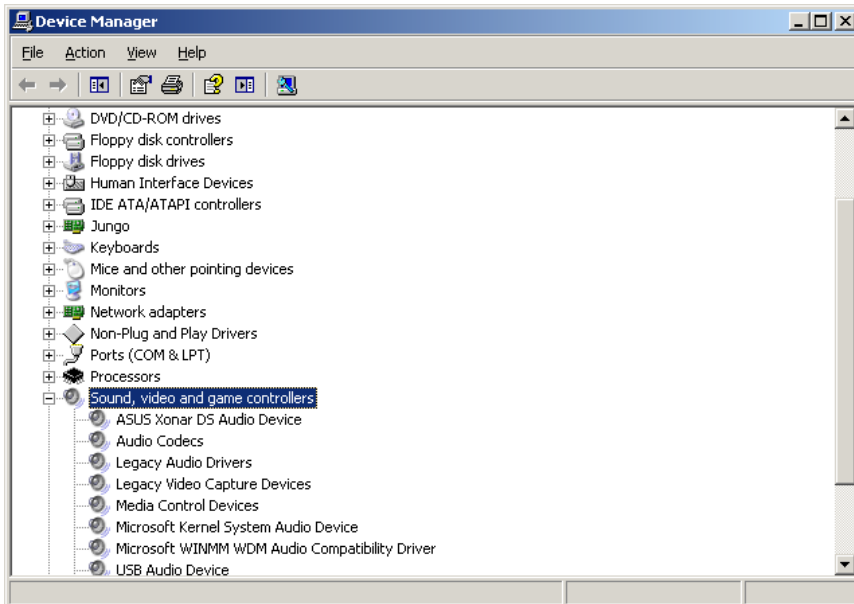 Device Manager
File Action View Help
DVD/CD-ROM drives
Floppy disk controllers
Floppy disk drives
Human Interface Devices
IDE ATA/ATAPI controllers
Jungo
Keyboards
Mice and other pointing devices
Monitors
Network adapters
Non-Plug and Play Drivers
Ports (COM & LPT)
Processors
Sound, video and game controllers
ASUS Xonar DS Audio Device
Audio Codecs
Legacy Audio Drivers
Legacy Video Capture Devices
Media Control Devices
Microsoft Kernel System Audio Device
Microsoft WINMM WDM Audio Compatibility Driver
USB Audio Device